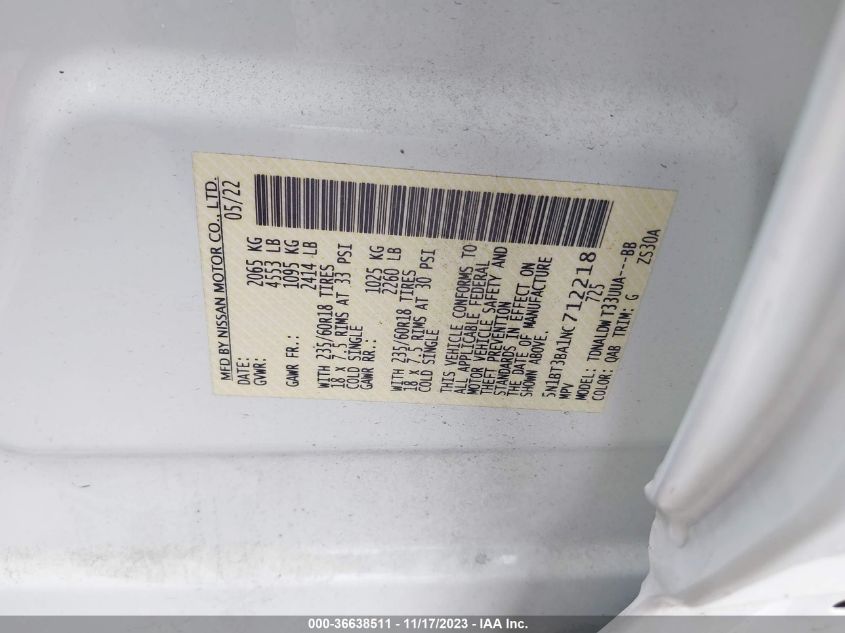 MFD BY NISSAN MOTOR CO., LTD.
DATE: 05/22
GVWR: 2065 KG
4553 LB
GAWR FR.: 1095 KG
2414 LB
WITH 235/60R18 TIRES
18 X 7.5 RIMS AT 33 PSI
COLD SINGLE
GAWR RR.: 1025 KG
2260 LB
WITH 235/60R18 TIRES
18 X 7.5 RIMS AT 30 PSI
COLD SINGLE
THIS VEHICLE CONFORMS TO
ALL APPLICABLE FEDERAL
MOTOR VEHICLE SAFETY AND
THEFT PREVENTION
STANDARDS IN EFFECT ON
THE DATE OF MANUFACTURE
SHOWN ABOVE.
5N1BT3BA1NC712218
MPV 72S
MODEL: TDNALDWT33UUA---BB
COLOR: QAB TRIM: G ZS30A
000-36638511 - 11/17/2023 - IAA Inc.